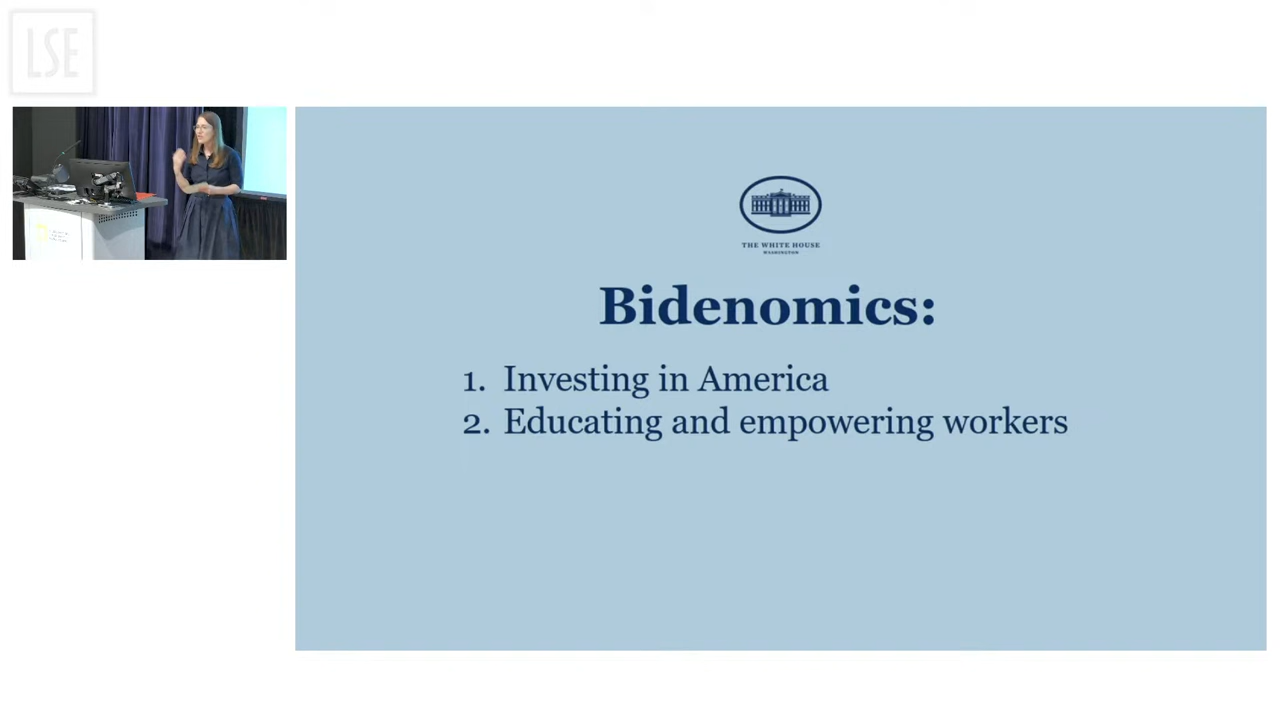 LSE
THE WHITE HOUSE
WASHINGTON
Bidenomics:
1. Investing in America
2. Educating and empowering workers